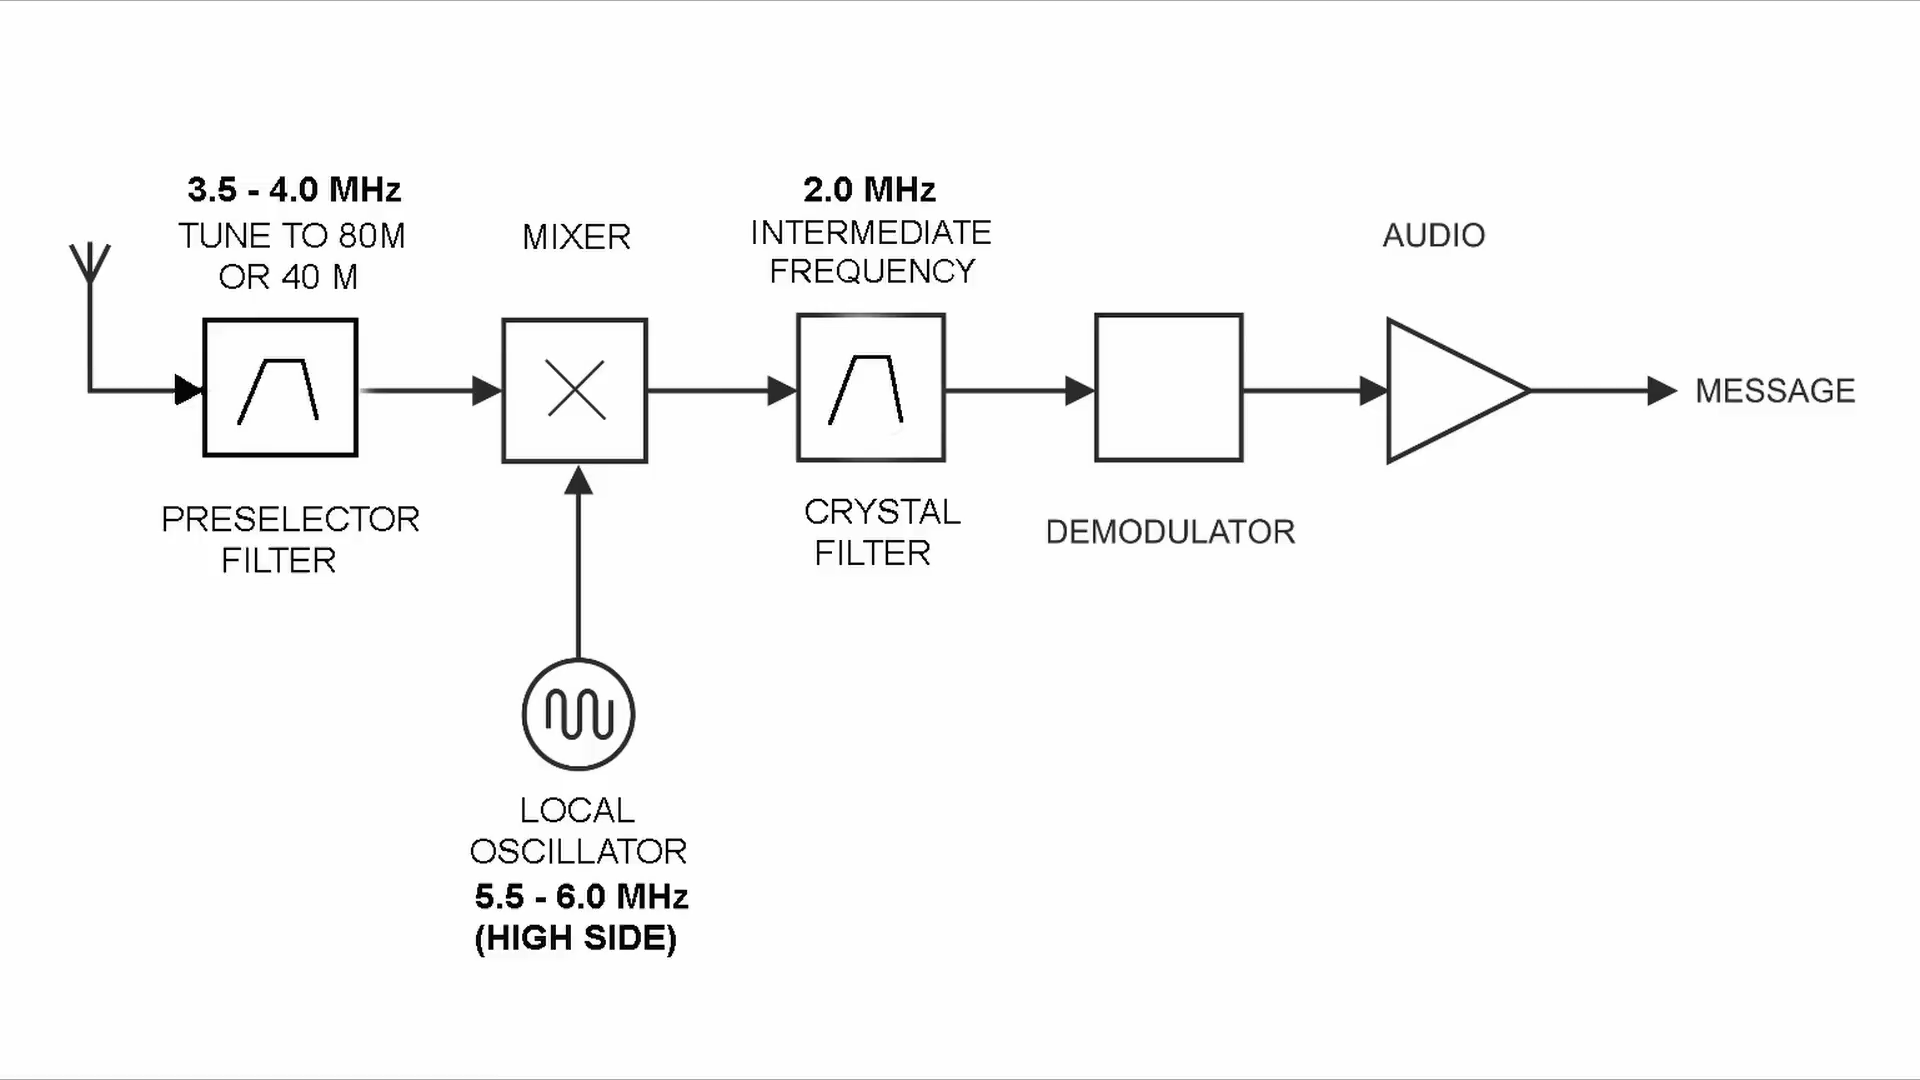 3.5 - 4.0 MHz
TUNE TO 80M
OR 40 M
MIXER
2.0 MHz
INTERMEDIATE
FREQUENCY
AUDIO
MESSAGE
PRESELECTOR
FILTER
CRYSTAL
FILTER
DEMODULATOR
LOCAL
OSCILLATOR
5.5 - 6.0 MHz
(HIGH SIDE)